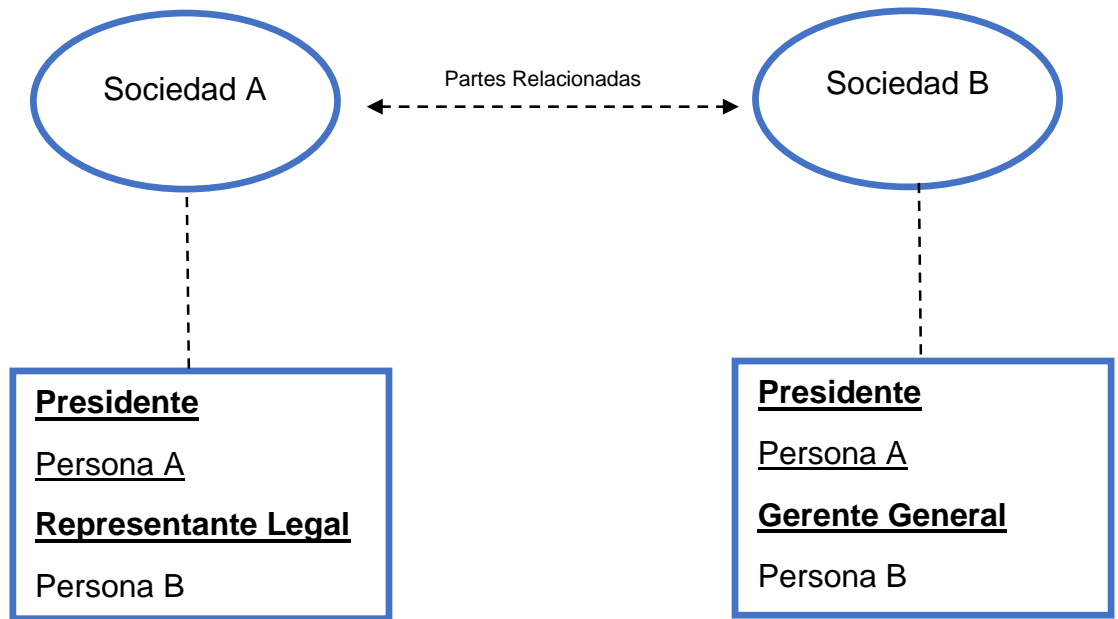 Sociedad A
Partes Relacionadas
Sociedad B
Presidente
Persona A
Representante Legal
Persona B
Presidente
Persona A
Gerente General
Persona B